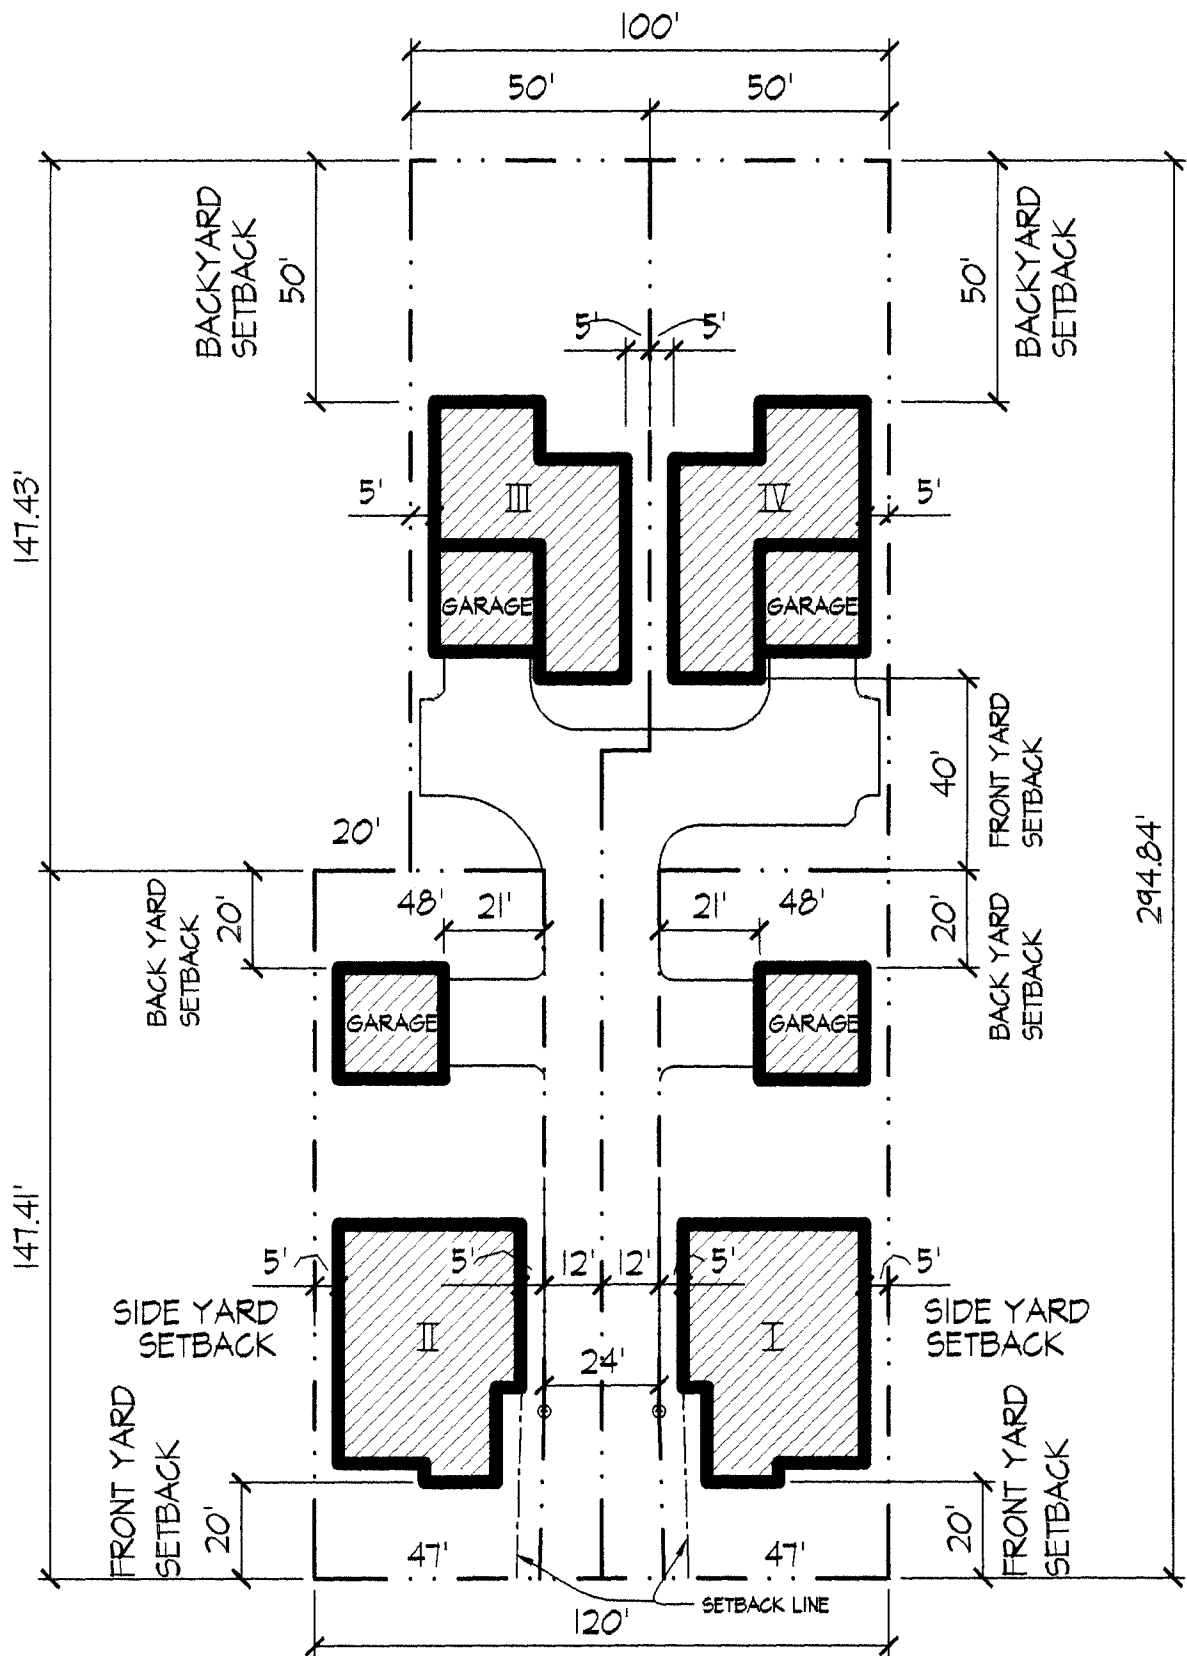 100'
50'
50'
BACKYARD
SETBACK
50'
50'
BACKYARD
SETBACK
5'
5'
147.43'
5'
III
IV
5'
GARAGE
GARAGE
40'
FRONT YARD
SETBACK
20'
294.84'
BACK YARD
SETBACK
20'
48'
21'
21'
48'
20'
BACK YARD
SETBACK
GARAGE
GARAGE
147.41'
5'
5'
12'
12'
5'
5'
SIDE YARD
SETBACK
SIDE YARD
SETBACK
II
I
24'
FRONT YARD
SETBACK
20'
20'
FRONT YARD
SETBACK
47'
47'
SETBACK LINE
120'